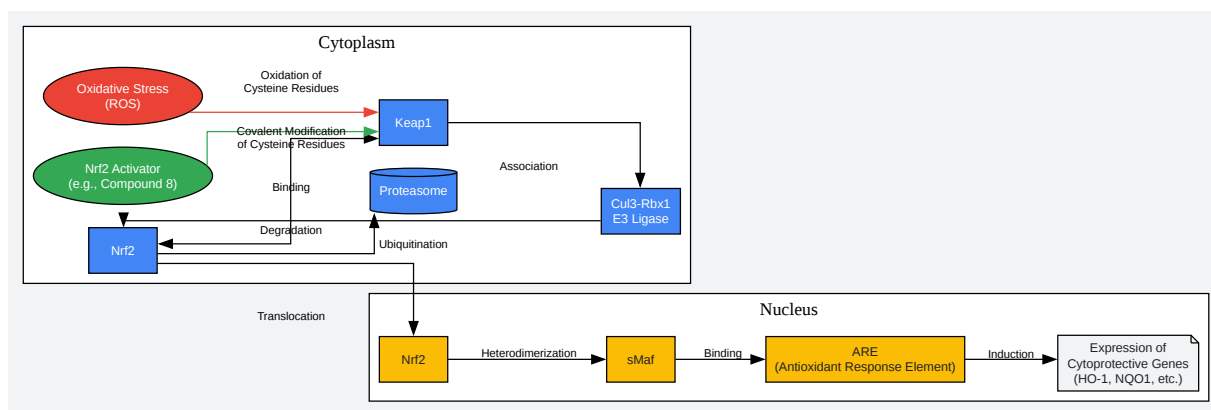 Cytoplasm
Oxidative Stress
(ROS)
Oxidation of
Cysteine Residues
Keap1
Covalent Modification
of Cysteine Residues
Nrf2 Activator
(e.g., Compound 8)
Binding
Proteasome
Association
Cul3-Rbx1
E3 Ligase
Degradation
Ubiquitination
Nrf2
Translocation
Nucleus
Nrf2
Heterodimerization
sMaf
Binding
ARE
(Antioxidant Response Element)
Induction
Expression of
Cytoprotective Genes
(HO-1, NQO1, etc.)